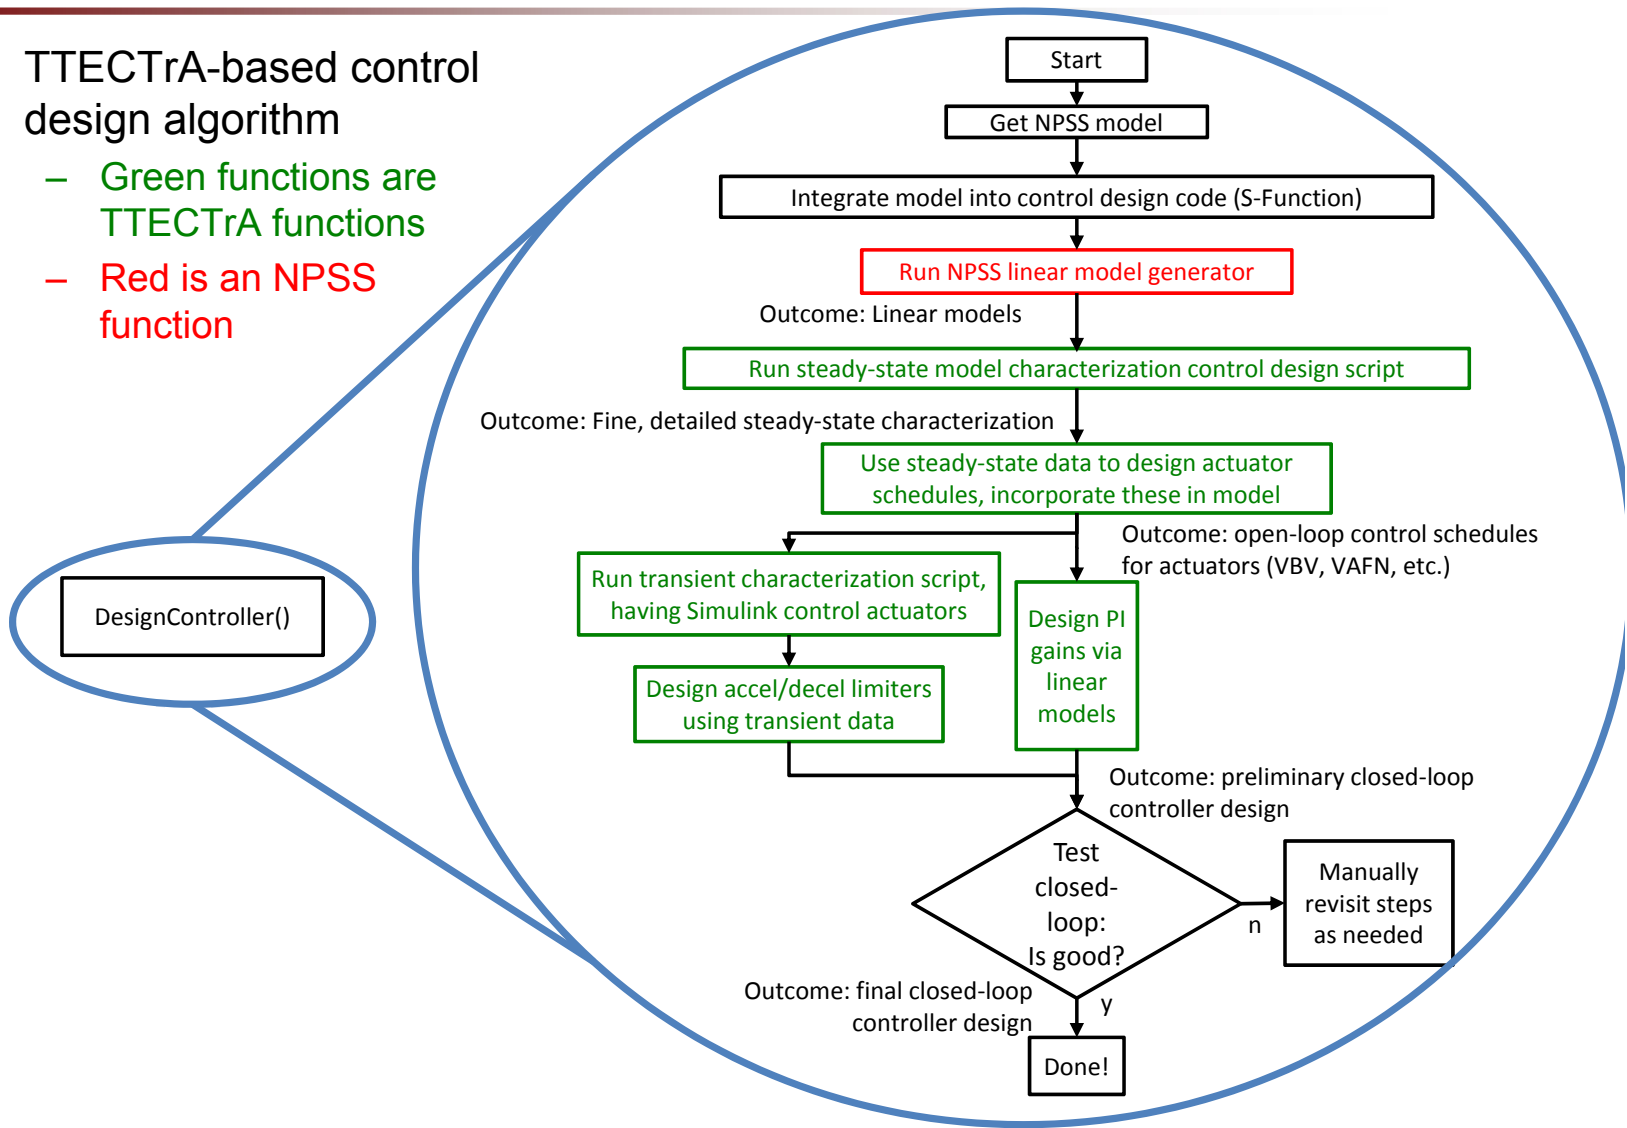 TTECTrA-based control
design algorithm
– Green functions are
TTECTrA functions
– Red is an NPSS
function
DesignController()
Start
Get NPSS model
Integrate model into control design code (S-Function)
Run NPSS linear model generator
Outcome: Linear models
Run steady-state model characterization control design script
Outcome: Fine, detailed steady-state characterization
Use steady-state data to design actuator
schedules, incorporate these in model
Outcome: open-loop control schedules
for actuators (VBV, VAFN, etc.)
Run transient characterization script,
having Simulink control actuators
Design PI
gains via
linear
models
Design accel/decel limiters
using transient data
Outcome: preliminary closed-loop
controller design
Test
closed-
loop:
Is good?
n
Manually
revisit steps
as needed
Outcome: final closed-loop
controller design
y
Done!